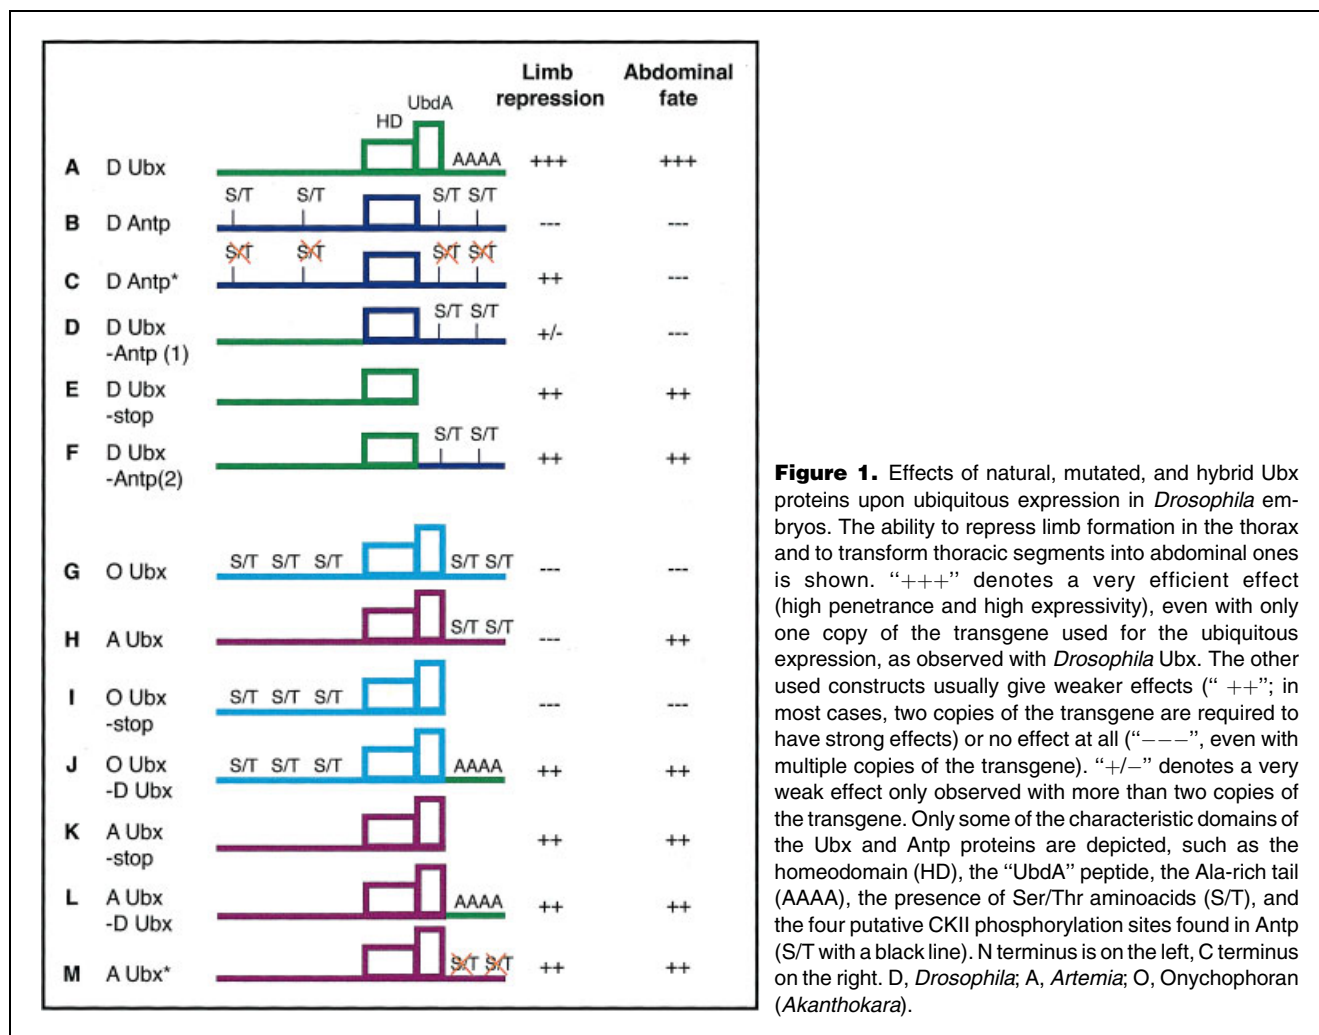 Limb Abdominal
repression fate
UbdA
HD
A D Ubx AAAA +++ +++
S/T S/T S/T S/T
B D Antp --- ---
S/T S/T S/T S/T
C D Antp* ++ ---
D D Ubx S/T S/T +/- ---
-Antp (1)
E D Ubx ++ ++
-stop
S/T S/T
F D Ubx ++ ++
-Antp(2)
G O Ubx S/T S/T S/T S/T S/T --- ---
H A Ubx S/T S/T --- ++
I O Ubx S/T S/T S/T --- ---
-stop
J O Ubx S/T S/T S/T AAAA ++ ++
-D Ubx
K A Ubx ++ ++
-stop
L A Ubx AAAA ++ ++
-D Ubx
M A Ubx* S/T S/T ++ ++
Figure 1. Effects of natural, mutated, and hybrid Ubx
proteins upon ubiquitous expression in Drosophila em-
bryos. The ability to repress limb formation in the thorax
and to transform thoracic segments into abdominal ones
is shown. “+++” denotes a very efficient effect
(high penetrance and high expressivity), even with only
one copy of the transgene used for the ubiquitous
expression, as observed with Drosophila Ubx. The other
used constructs usually give weaker effects (“ ++”; in
most cases, two copies of the transgene are required to
have strong effects) or no effect at all (“−−−”, even with
multiple copies of the transgene). “+/−” denotes a very
weak effect only observed with more than two copies of
the transgene. Only some of the characteristic domains of
the Ubx and Antp proteins are depicted, such as the
homeodomain (HD), the “UbdA” peptide, the Ala-rich tail
(AAAA), the presence of Ser/Thr aminoacids (S/T), and
the four putative CKII phosphorylation sites found in Antp
(S/T with a black line). N terminus is on the left, C terminus
on the right. D, Drosophila; A, Artemia; O, Onychophoran
(Akanthokara).